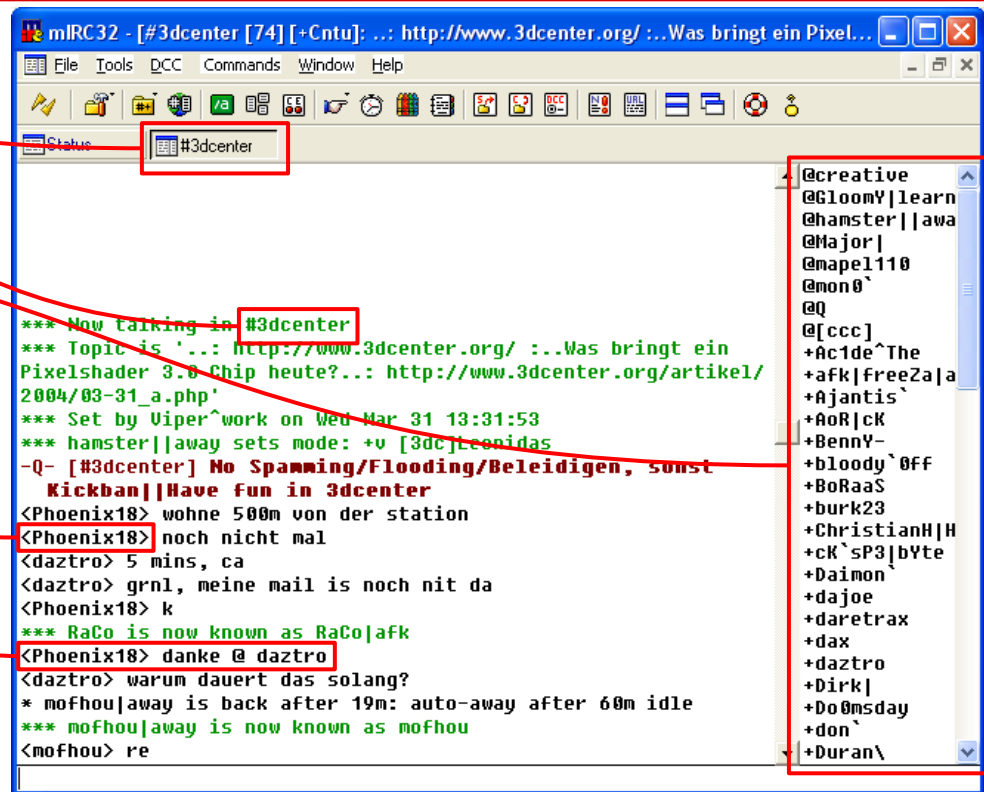 mIRC32 - [#3dcenter [74] [+Cntu]: ..: http://www.3dcenter.org/ :..Was bringt ein Pixel...
File Tools DCC Commands Window Help
Status #3dcenter
*** Now talking in #3dcenter
*** Topic is '..: http://www.3dcenter.org/ :..Was bringt ein
Pixelshader 3.0 Chip heute?..: http://www.3dcenter.org/artikel/
2004/03-31_a.php'
*** Set by Viper^work on Wed Mar 31 13:31:53
*** hamster||away sets mode: +v [3dc]Leonidas
-Q- [#3dcenter] No Spamming/Flooding/Beleidigen, sonst
Kickban||Have fun in 3dcenter
<Phoenix18> wohne 500m von der station
<Phoenix18> noch nicht mal
<daztro> 5 mins, ca
<daztro> grnl, meine mail is noch nit da
<Phoenix18> k
*** RaCo is now known as RaCo|afk
<Phoenix18> danke @ daztro
<daztro> warum dauert das solang?
* mofhou|away is back after 19m: auto-away after 60m idle
*** mofhou|away is now known as mofhou
<mofhou> re
@creative
@GloomY|learn
@hamster||awa
@Major|
@mapel110
@mon0`
@Q
@[ccc]
+Ac1de^The
+afk|freeZa|a
+Ajantis`
+AoR|cK
+BennY-
+bloody`0ff
+BoRaaS
+burk23
+ChristianH|H
+cK`sP3|bYte
+Daimon`
+dajoe
+daretrax
+dax
+daztro
+Dirk|
+Do0msday
+don`
+Duran\